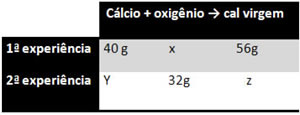 Cálcio + oxigênio → cal virgem
1ª experiência 40 g x 56g
2ª experiência Y 32g z